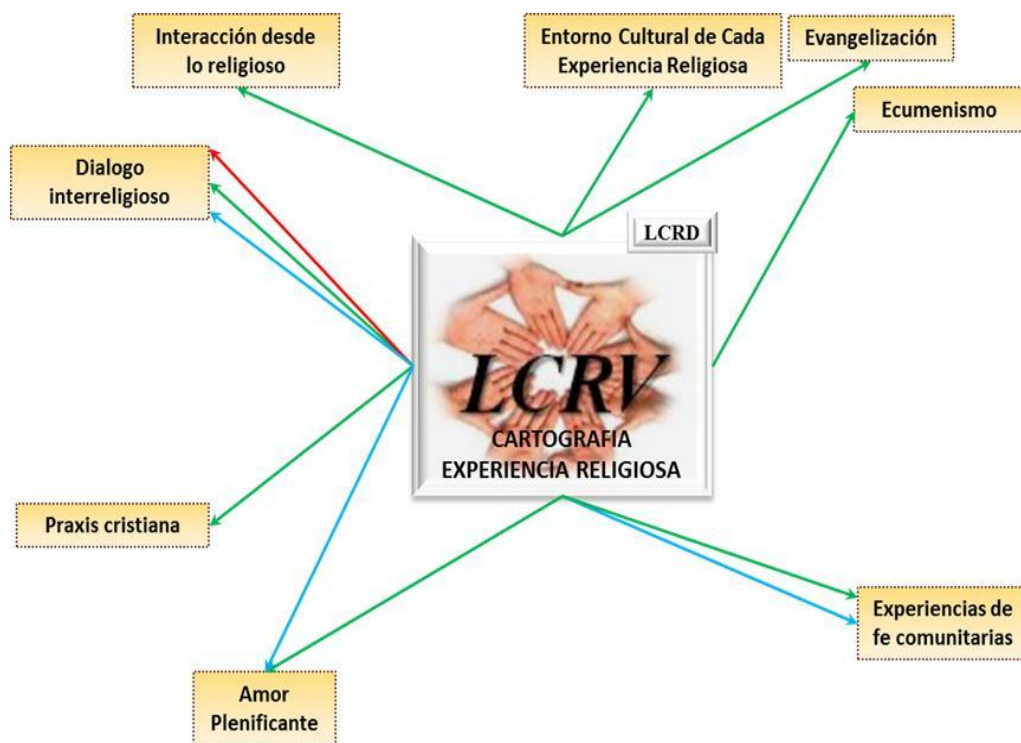 Interacción desde
lo religioso
Entorno Cultural de Cada
Experiencia Religiosa
Evangelización
Ecumenismo
Dialogo
interreligioso
LCRD
LCRV
CARTOGRAFIA
EXPERIENCIA RELIGIOSA
Praxis cristiana
Experiencias de
fe comunitarias
Amor
Plenificante